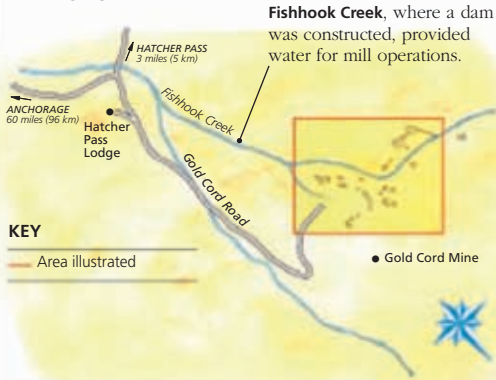 Fishhook Creek, where a dam
was constructed, provided
water for mill operations.
HATCHER PASS
3 miles (5 km)
ANCHORAGE
60 miles (96 km)
Hatcher
Pass
Lodge
Fishhook Creek
Gold Cord Road
KEY
Area illustrated
Gold Cord Mine